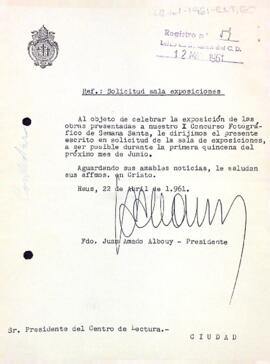 Registro n.° 51
1961
Ref.: Solicitud sala exposiciones
Al objeto de celebrar la exposición de las
obras presentadas a nuestro I Concurso Fotográ-
fico de Semana Santa, le dirijimos el presente
escrito en solicitud de la sala de exposiciones,
a ser posible durante la primera quincena del
próximo mes de Junio.
Aguardando sus amables noticias, le saludan
sus affmos. en Cristo.
Reus, 22 de Abril de 1.961.
Fdo. Juan Amado Albouy - Presidente
Sr. Presidente del Centro de Lectura.-
CIUDAD